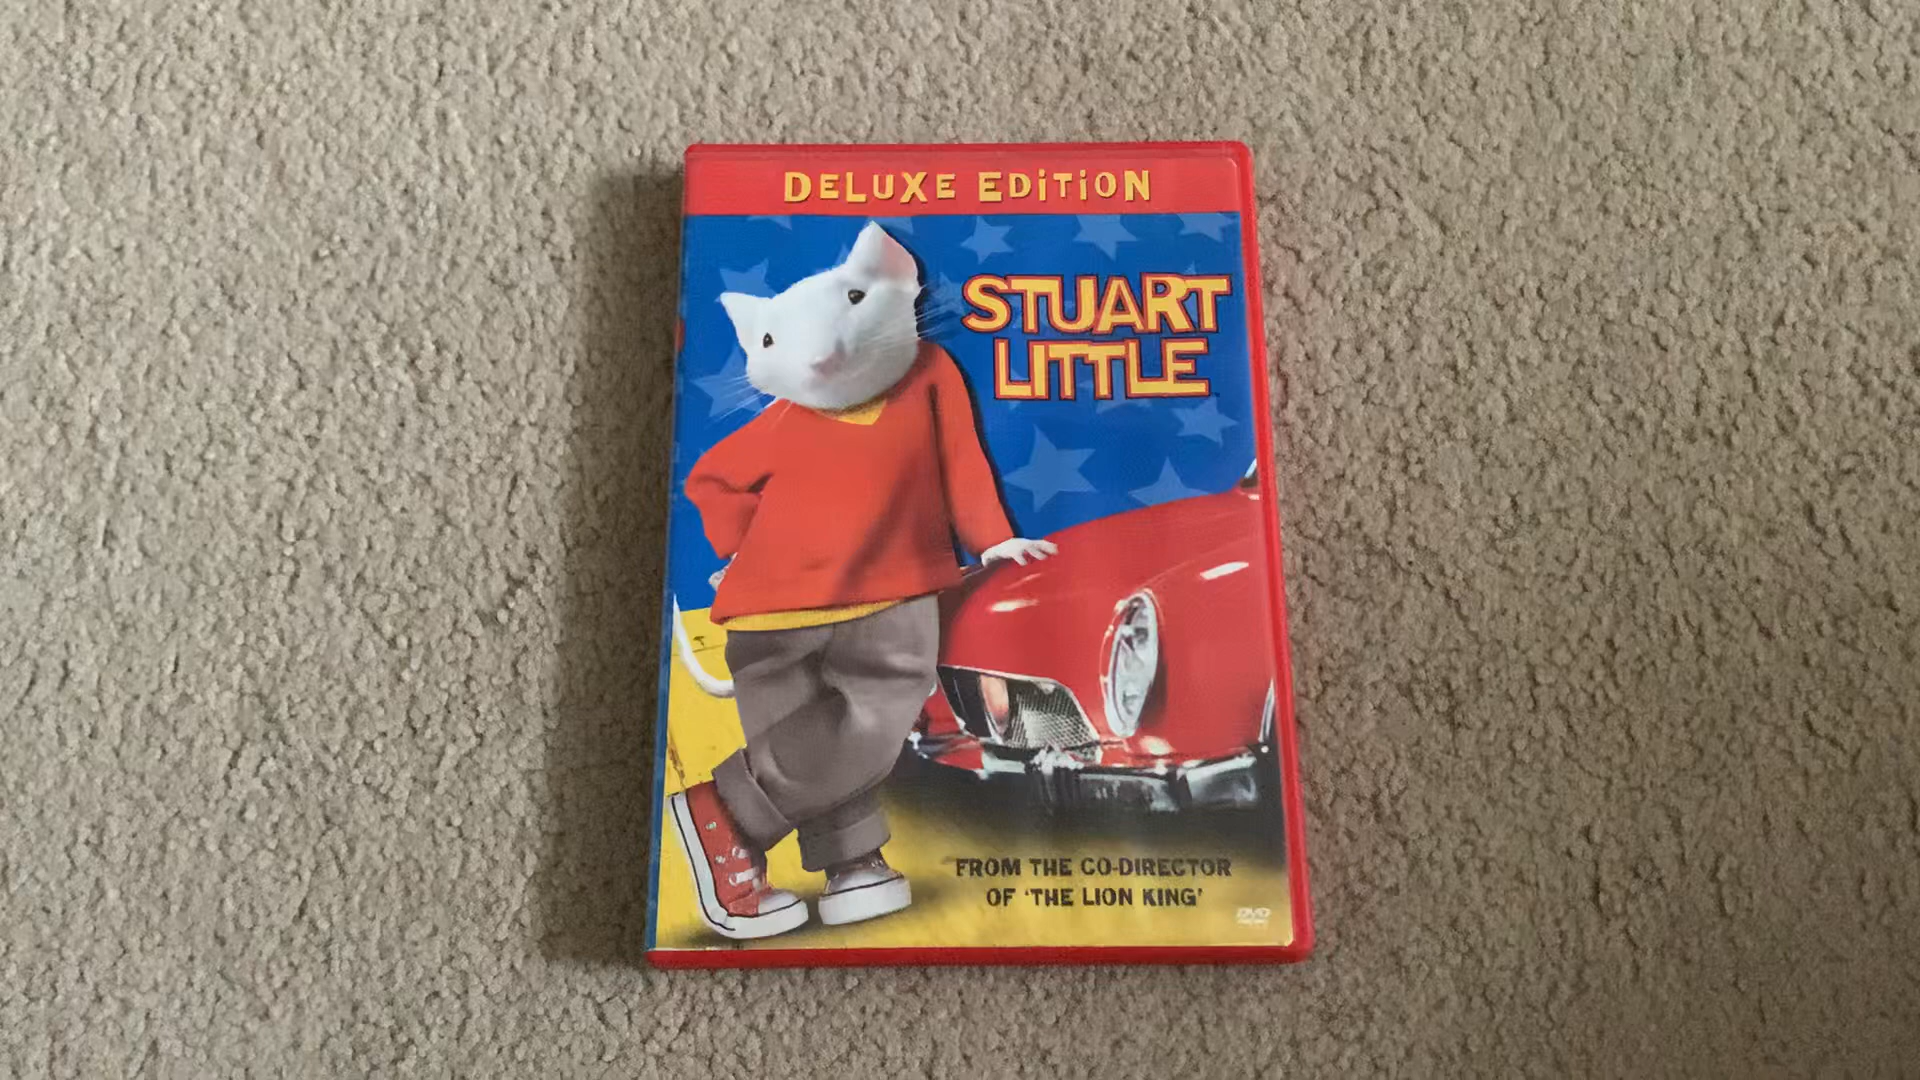 DELUXE EDITION
STUART
LITTLE
FROM THE CO-DIRECTOR
OF 'THE LION KING'
DVD